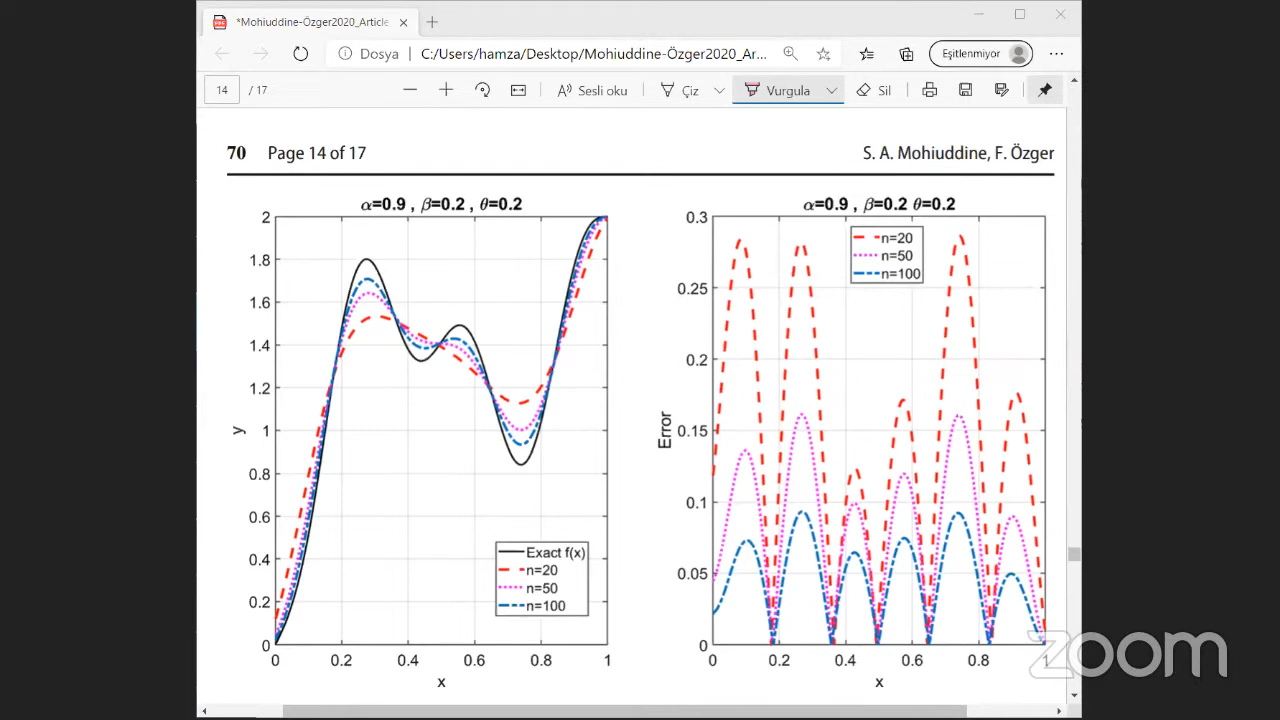 *Mohiuddine-Özger2020_Article
Dosya
C:/Users/hamza/Desktop/Mohiuddine-Özger2020_Ar...
Eşitlenmiyor
14 / 17
A Sesli oku
Çiz
Vurgula
Sil
70 Page 14 of 17
S. A. Mohiuddine, F. Özger
α=0.9 , β=0.2 , θ=0.2
2
1.8
1.6
1.4
1.2
1
0.8
0.6
0.4
0.2
0
y
Exact f(x)
n=20
n=50
n=100
0 0.2 0.4 0.6 0.8 1
x
α=0.9 , β=0.2 θ=0.2
0.3
0.25
0.2
0.15
0.1
0.05
0
Error
n=20
n=50
n=100
0 0.2 0.4 0.6 0.8 1
x
zoom